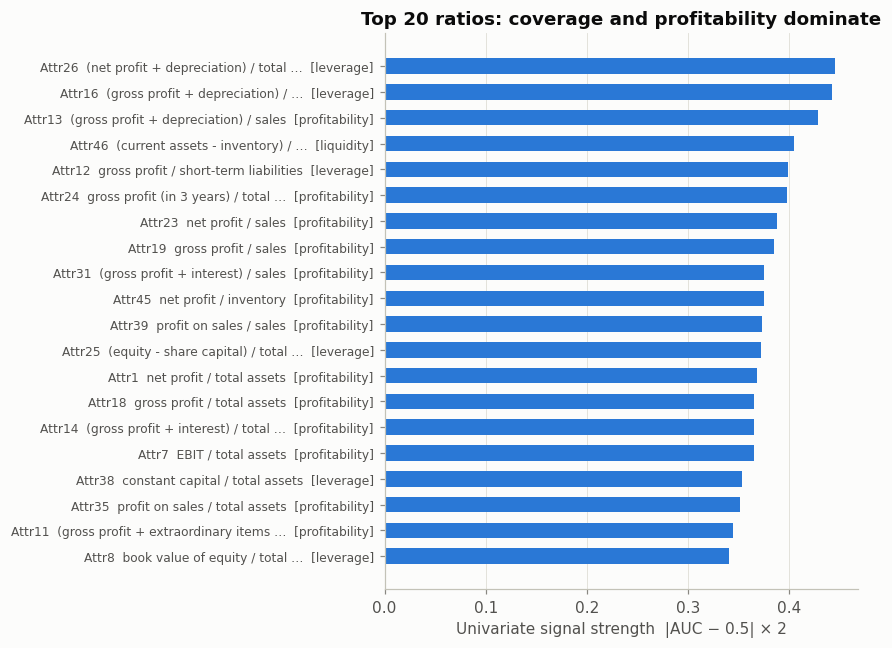 Top 20 ratios: coverage and profitability dominate
Attr26  (net profit + depreciation) / total …  [leverage]
Attr16  (gross profit + depreciation) / …  [leverage]
Attr13  (gross profit + depreciation) / sales  [profitability]
Attr46  (current assets - inventory) / …  [liquidity]
Attr12  gross profit / short-term liabilities  [leverage]
Attr24  gross profit (in 3 years) / total …  [profitability]
Attr23  net profit / sales  [profitability]
Attr19  gross profit / sales  [profitability]
Attr31  (gross profit + interest) / sales  [profitability]
Attr45  net profit / inventory  [profitability]
Attr39  profit on sales / sales  [profitability]
Attr25  (equity - share capital) / total …  [leverage]
Attr1  net profit / total assets  [profitability]
Attr18  gross profit / total assets  [profitability]
Attr14  (gross profit + interest) / total …  [profitability]
Attr7  EBIT / total assets  [profitability]
Attr38  constant capital / total assets  [leverage]
Attr35  profit on sales / total assets  [profitability]
Attr11  (gross profit + extraordinary items …  [profitability]
Attr8  book value of equity / total …  [leverage]
0.0 0.1 0.2 0.3 0.4
Univariate signal strength  |AUC − 0.5| × 2